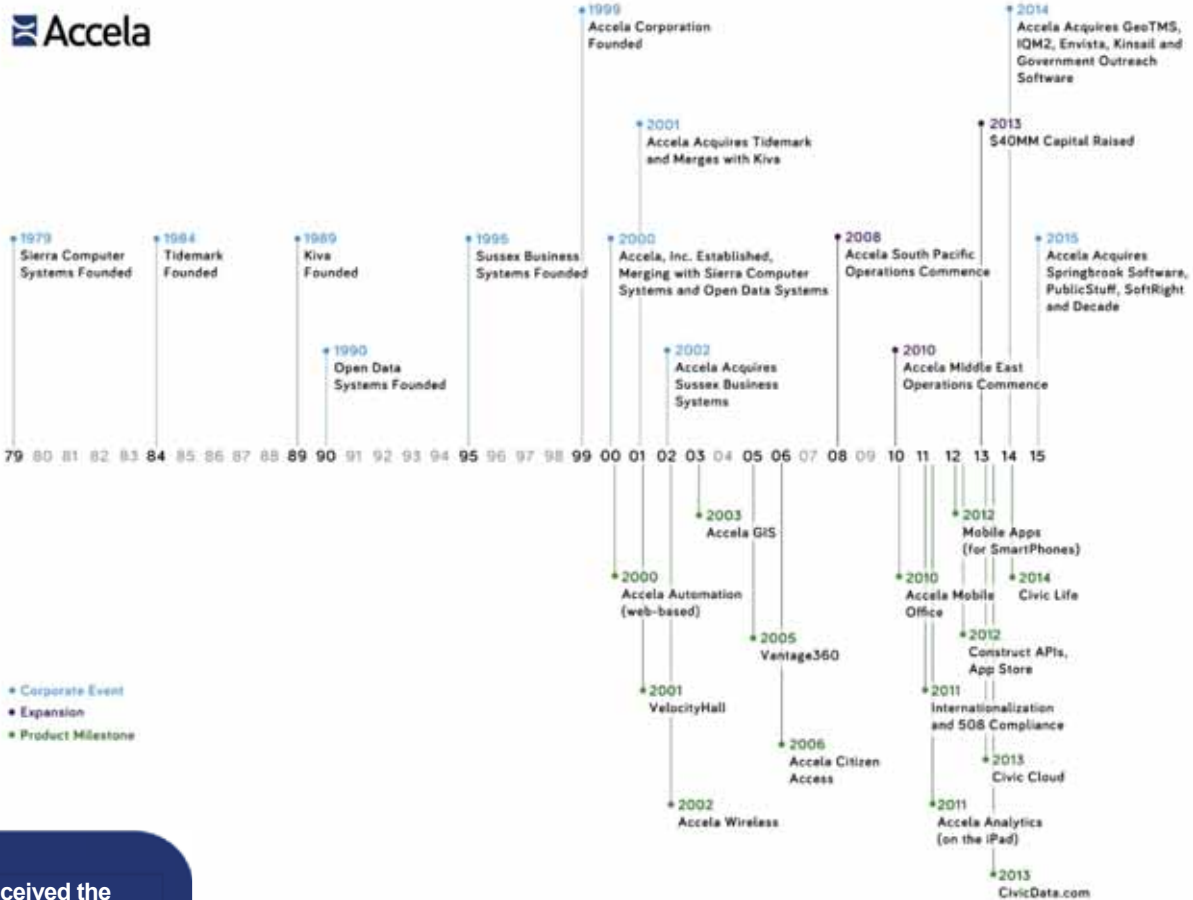 Accela
1999
Accela Corporation
Founded
2014
Accela Acquires GeoTMS,
IQM2, Envista, Kinsail and
Government Outreach
Software
2001
Accela Acquires Tidemark
and Merges with Kiva
2013
$40MM Capital Raised
1979
Sierra Computer
Systems Founded
1984
Tidemark
Founded
1989
Kiva
Founded
1995
Sussex Business
Systems Founded
2000
Accela, Inc. Established,
Merging with Sierra Computer
Systems and Open Data Systems
2008
Accela South Pacific
Operations Commence
2015
Accela Acquires
Springbrook Software,
PublicStuff, SoftRight
and Decade
1990
Open Data
Systems Founded
2002
Accela Acquires
Sussex Business
Systems
2010
Accela Middle East
Operations Commence
79 80 81 82 83 84 85 86 87 88 89 90 91 92 93 94 95 96 97 98 99 00 01 02 03 04 05 06 07 08 09 10 11 12 13 14 15
2003
Accela GIS
2012
Mobile Apps
(for SmartPhones)
2000
Accela Automation
(web-based)
2010
Accela Mobile
Office
2014
Civic Life
2005
Vantage360
2012
Construct APIs,
App Store
2001
VelocityHall
2011
Internationalization
and 508 Compliance
2006
Accela Citizen
Access
2013
Civic Cloud
2002
Accela Wireless
2011
Accela Analytics
(on the iPad)
2013
CivicData.com
Corporate Event
Expansion
Product Milestone
ceived the